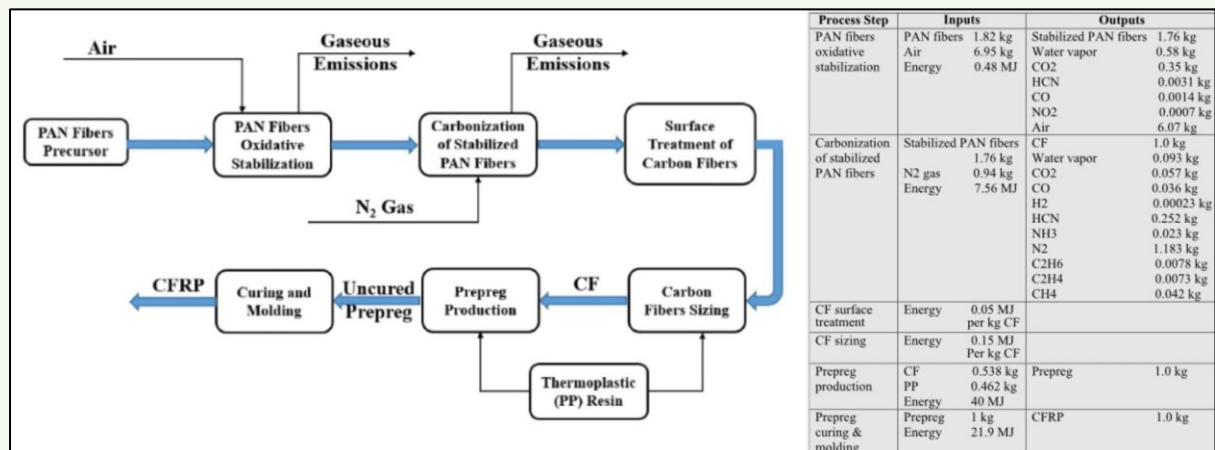 Air
Gaseous
Emissions
Gaseous
Emissions
PAN Fibers
Precursor
PAN Fibers
Oxidative
Stabilization
Carbonization
of Stabilized
PAN Fibers
Surface
Treatment of
Carbon Fibers
N2 Gas
CFRP
Curing and
Molding
Uncured
Prepreg
Prepreg
Production
CF
Carbon
Fibers Sizing
Thermoplastic
(PP) Resin
Process Step Inputs Outputs
PAN fibers PAN fibers 1.82 kg Stabilized PAN fibers 1.76 kg
oxidative Air 6.95 kg Water vapor 0.58 kg
stabilization Energy 0.48 MJ CO2 0.35 kg
HCN 0.0031 kg
CO 0.0014 kg
NO2 0.0007 kg
Air 6.07 kg
Carbonization Stabilized PAN fibers CF 1.0 kg
of stabilized 1.76 kg Water vapor 0.093 kg
PAN fibers N2 gas 0.94 kg CO2 0.057 kg
Energy 7.56 MJ CO 0.036 kg
H2 0.00023 kg
HCN 0.252 kg
NH3 0.023 kg
N2 1.183 kg
C2H6 0.0078 kg
C2H4 0.0073 kg
CH4 0.042 kg
CF surface Energy 0.05 MJ
treatment per kg CF
CF sizing Energy 0.15 MJ
Per kg CF
Prepreg CF 0.538 kg Prepreg 1.0 kg
production PP 0.462 kg
Energy 40 MJ
Prepreg Prepreg 1 kg CFRP 1.0 kg
curing & Energy 21.9 MJ
molding